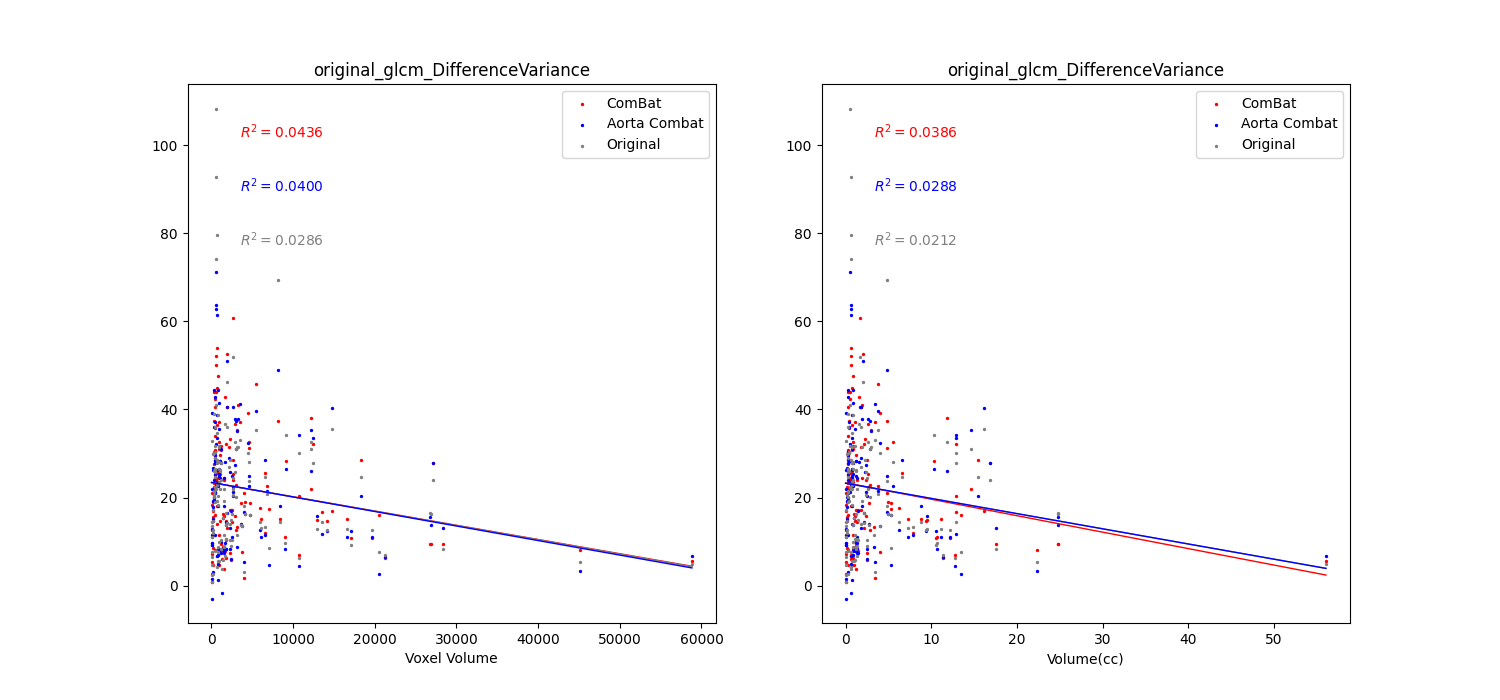 original_glcm_DifferenceVariance
ComBat
Aorta Combat
Original
R² = 0.0436
R² = 0.0400
R² = 0.0286
100
80
60
40
20
0
0 10000 20000 30000 40000 50000 60000
Voxel Volume
original_glcm_DifferenceVariance
ComBat
Aorta Combat
Original
R² = 0.0386
R² = 0.0288
R² = 0.0212
100
80
60
40
20
0
0 10 20 30 40 50
Volume(cc)